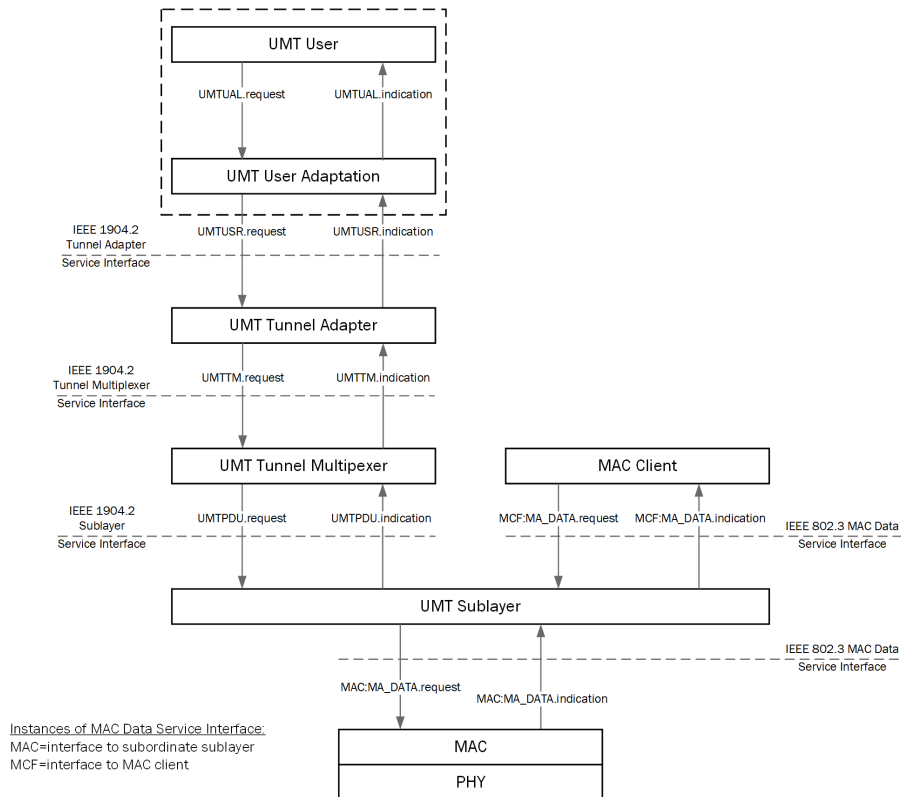 UMT User
UMTUAL.request
UMTUAL.indication
UMT User Adaptation
IEEE 1904.2
Tunnel Adapter
Service Interface
UMTUSR.request
UMTUSR.indication
UMT Tunnel Adapter
IEEE 1904.2
Tunnel Multiplexer
Service Interface
UMTTM.request
UMTTM.indication
UMT Tunnel Multipexer
MAC Client
IEEE 1904.2
Sublayer
Service Interface
UMTPDU.request
UMTPDU.indication
MCF:MA_DATA.request
MCF:MA_DATA.indication
IEEE 802.3 MAC Data
Service Interface
UMT Sublayer
IEEE 802.3 MAC Data
Service Interface
MAC:MA_DATA.request
MAC:MA_DATA.indication
Instances of MAC Data Service Interface:
MAC=interface to subordinate sublayer
MCF=interface to MAC client
MAC
PHY